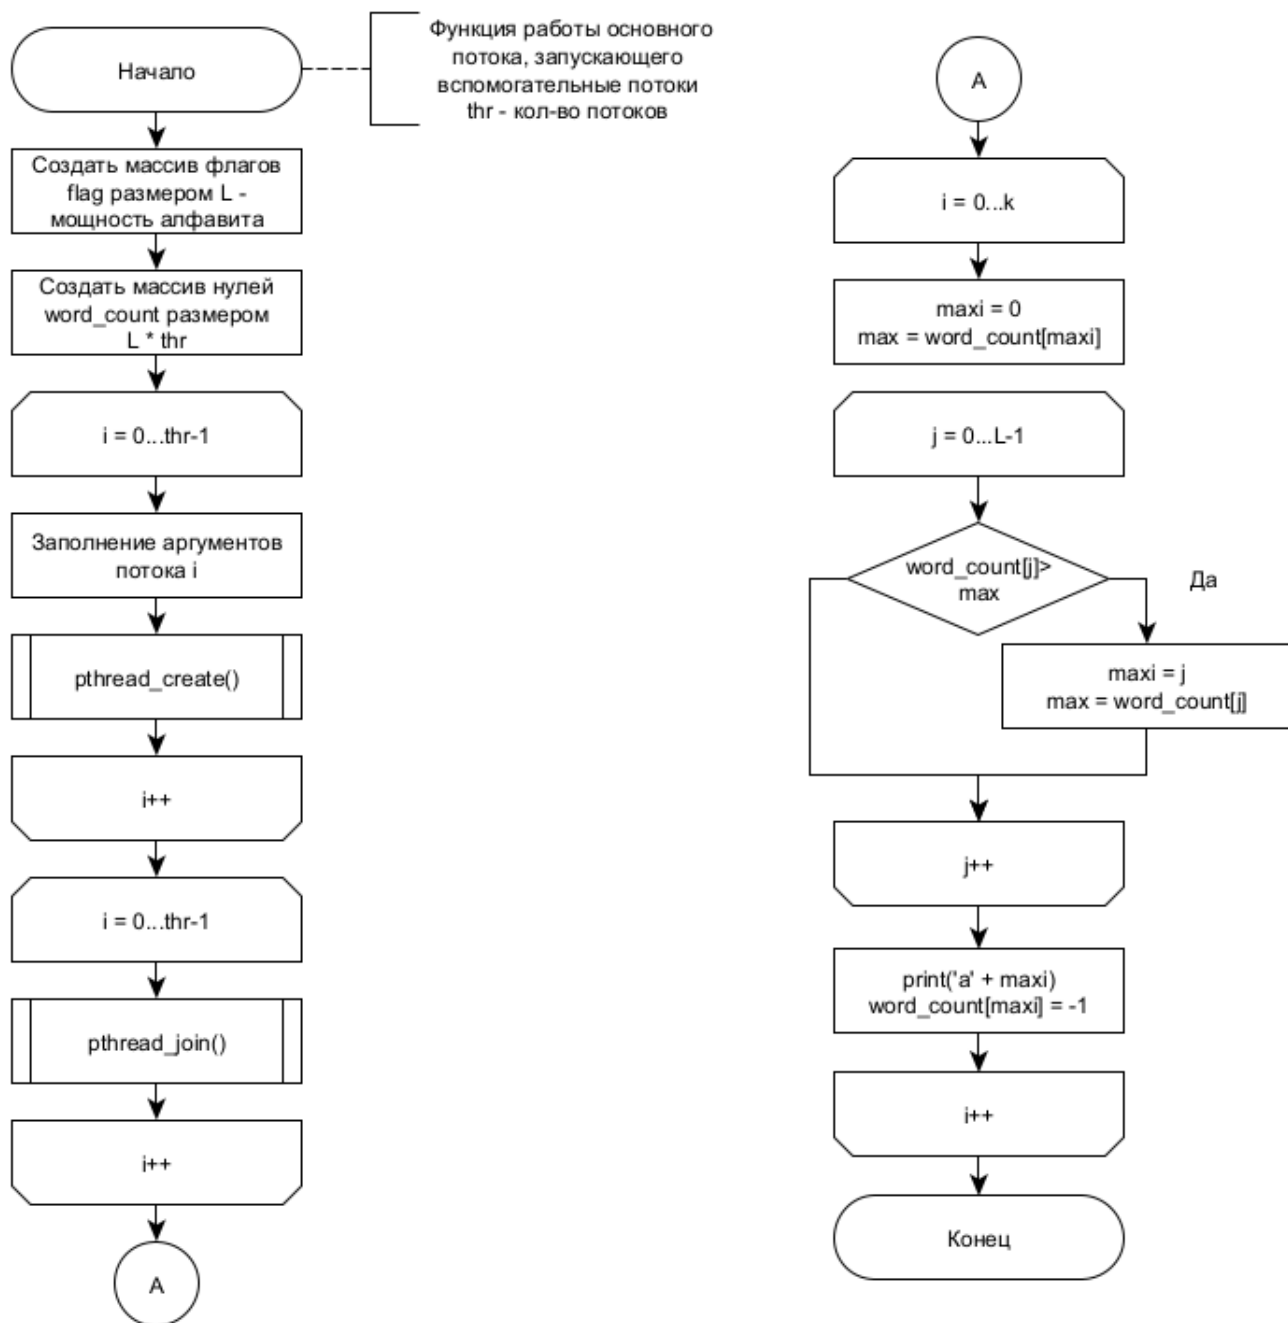 Начало
Функция работы основного
потока, запускающего
вспомогательные потоки
thr - кол-во потоков
Создать массив флагов
flag размером L -
мощность алфавита
Создать массив нулей
word_count размером
L * thr
i = 0...thr-1
Заполнение аргументов
потока i
pthread_create()
i++
i = 0...thr-1
pthread_join()
i++
A
A
i = 0...k
maxi = 0
max = word_count[maxi]
j = 0...L-1
word_count[j]>
max
Да
maxi = j
max = word_count[j]
j++
print('a' + maxi)
word_count[maxi] = -1
i++
Конец